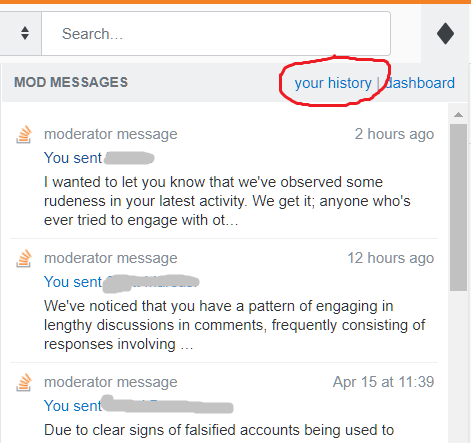 Search...
MOD MESSAGES your history | dashboard
moderator message 2 hours ago
You sent
I wanted to let you know that we've observed some
rudeness in your latest activity. We get it; anyone who's
ever tried to engage with ot...
moderator message 12 hours ago
You sent
We've noticed that you have a pattern of engaging in
lengthy discussions in comments, frequently consisting of
responses involving ...
moderator message Apr 15 at 11:39
You sent
Due to clear signs of falsified accounts being used to